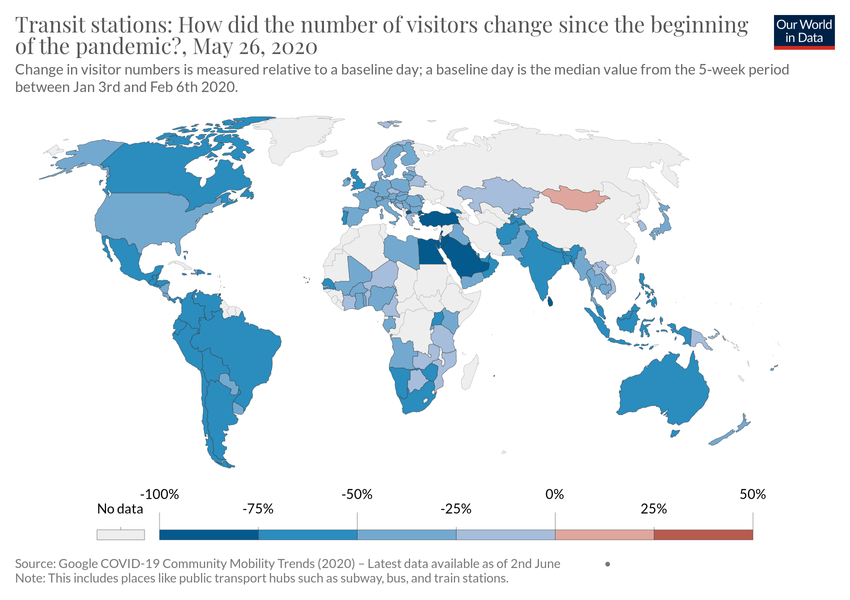 Transit stations: How did the number of visitors change since the beginning
of the pandemic?, May 26, 2020
Our World
in Data
Change in visitor numbers is measured relative to a baseline day; a baseline day is the median value from the 5-week period
between Jan 3rd and Feb 6th 2020.
No data
-100%
-75%
-50%
-25%
0%
25%
50%
Source: Google COVID-19 Community Mobility Trends (2020) – Latest data available as of 2nd June
Note: This includes places like public transport hubs such as subway, bus, and train stations.